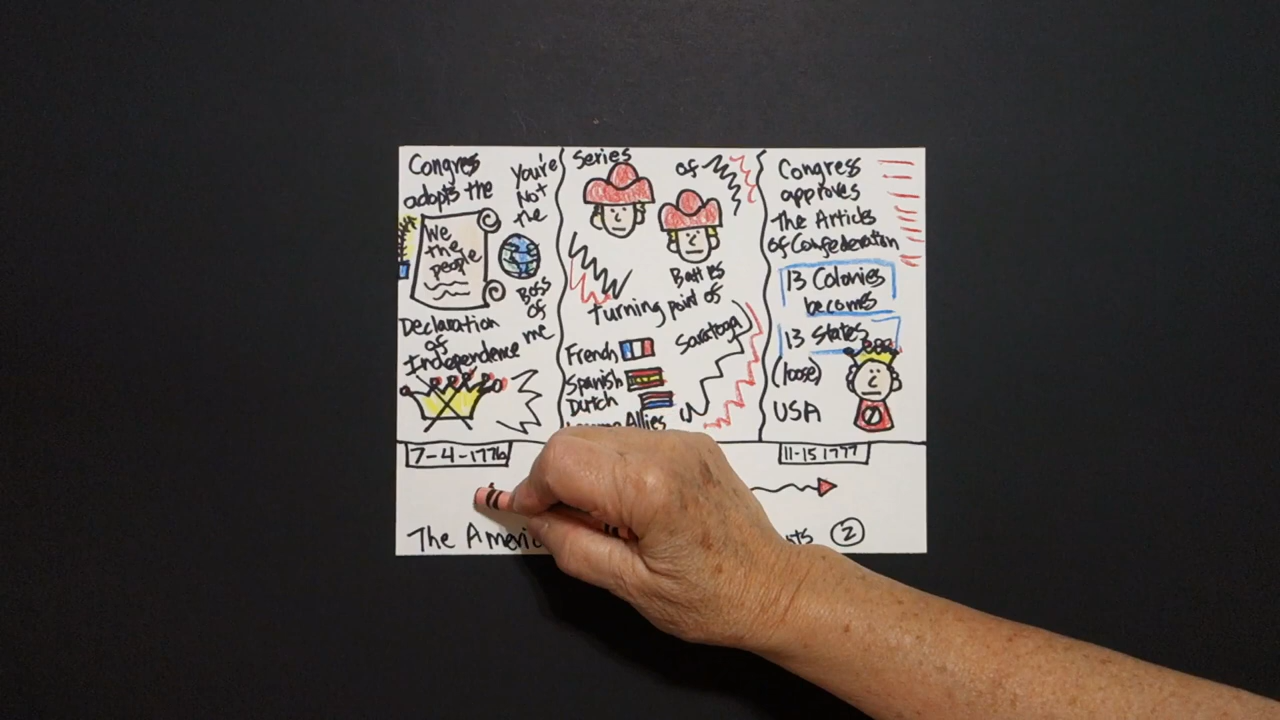 Congres
adopts the
We
the
people
You're
Not
the
Boss
of
me
Declaration
of
Independence
7-4-1776
Series of
Battles
turning point of
Saratoga
French
Spanish
Dutch
Allies
Congress
approves
The Articles
of Confederation
13 Colonies
becomes
13 States
(loose)
USA
11-15 1777
The
2